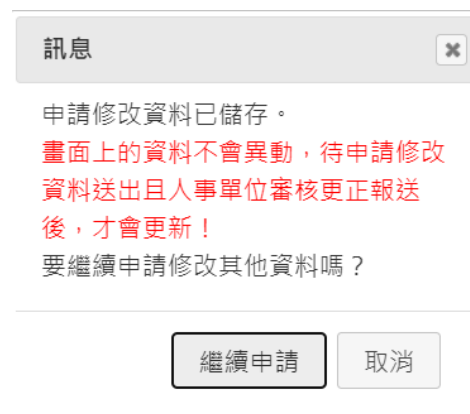 訊息
申請修改資料已儲存。
畫面上的資料不會異動，待申請修改
資料送出且人事單位審核更正報送
後，才會更新！
要繼續申請修改其他資料嗎？
繼續申請
取消